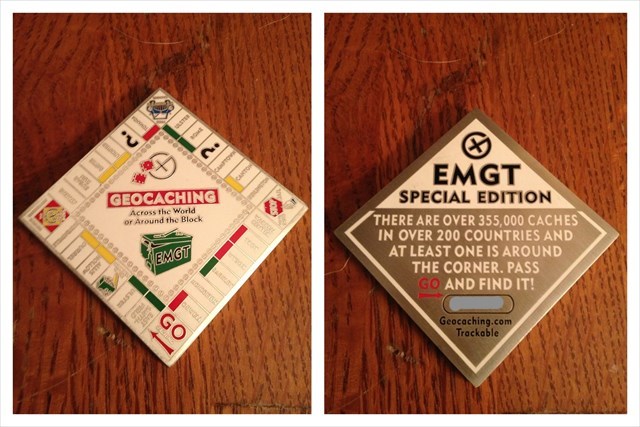 ?
?
GEOCACHING
Across the World
or Around the Block
EMGT
GO
EMGT
SPECIAL EDITION
THERE ARE OVER 355,000 CACHES
IN OVER 200 COUNTRIES AND
AT LEAST ONE IS AROUND
THE CORNER. PASS
GO AND FIND IT!
Geocaching.com
Trackable